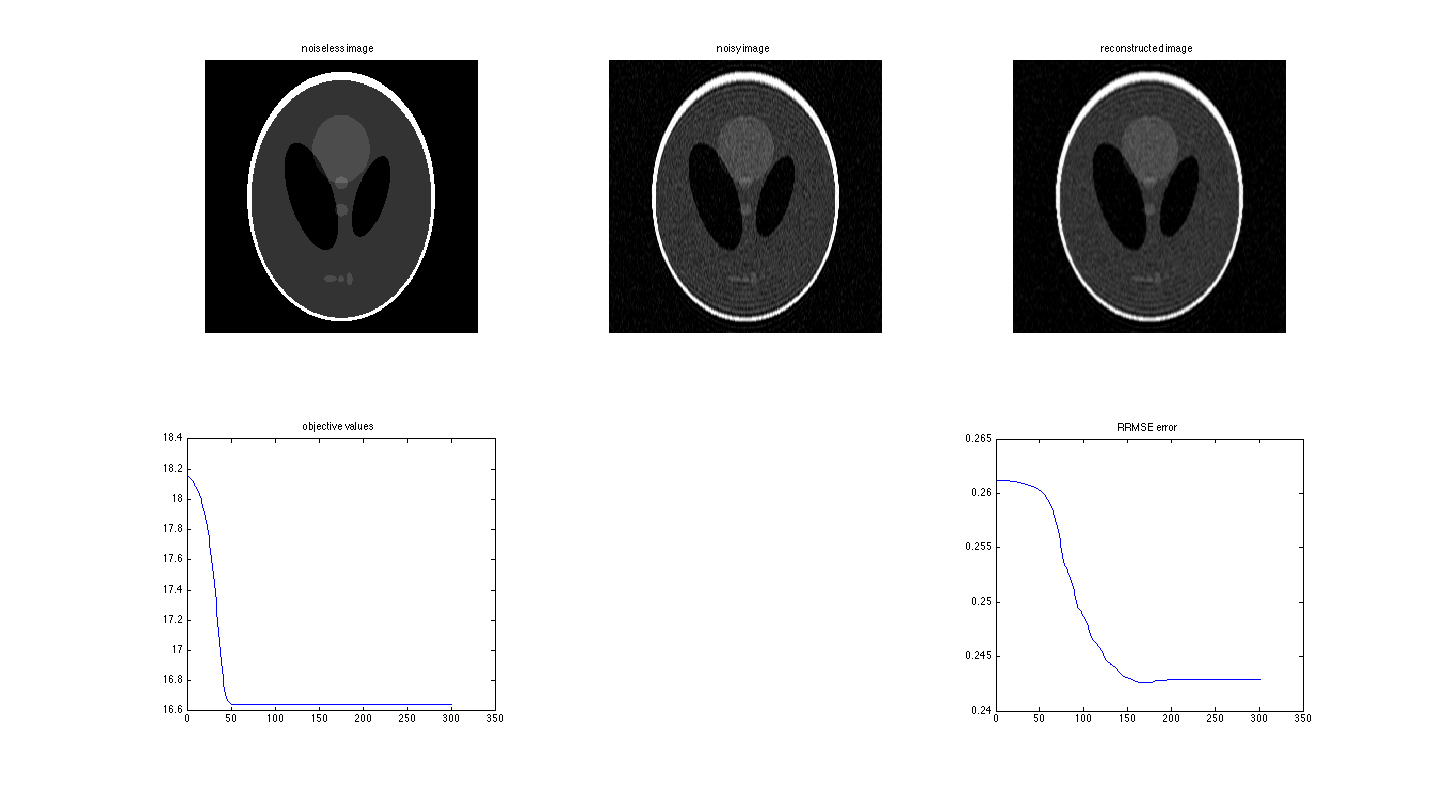 noiseless image
noisy image
reconstructed image
objective values
18.4
18.2
18
17.8
17.6
17.4
17.2
17
16.8
16.6
0 50 100 150 200 250 300 350
RRMSE error
0.265
0.26
0.255
0.25
0.245
0.24
0 50 100 150 200 250 300 350